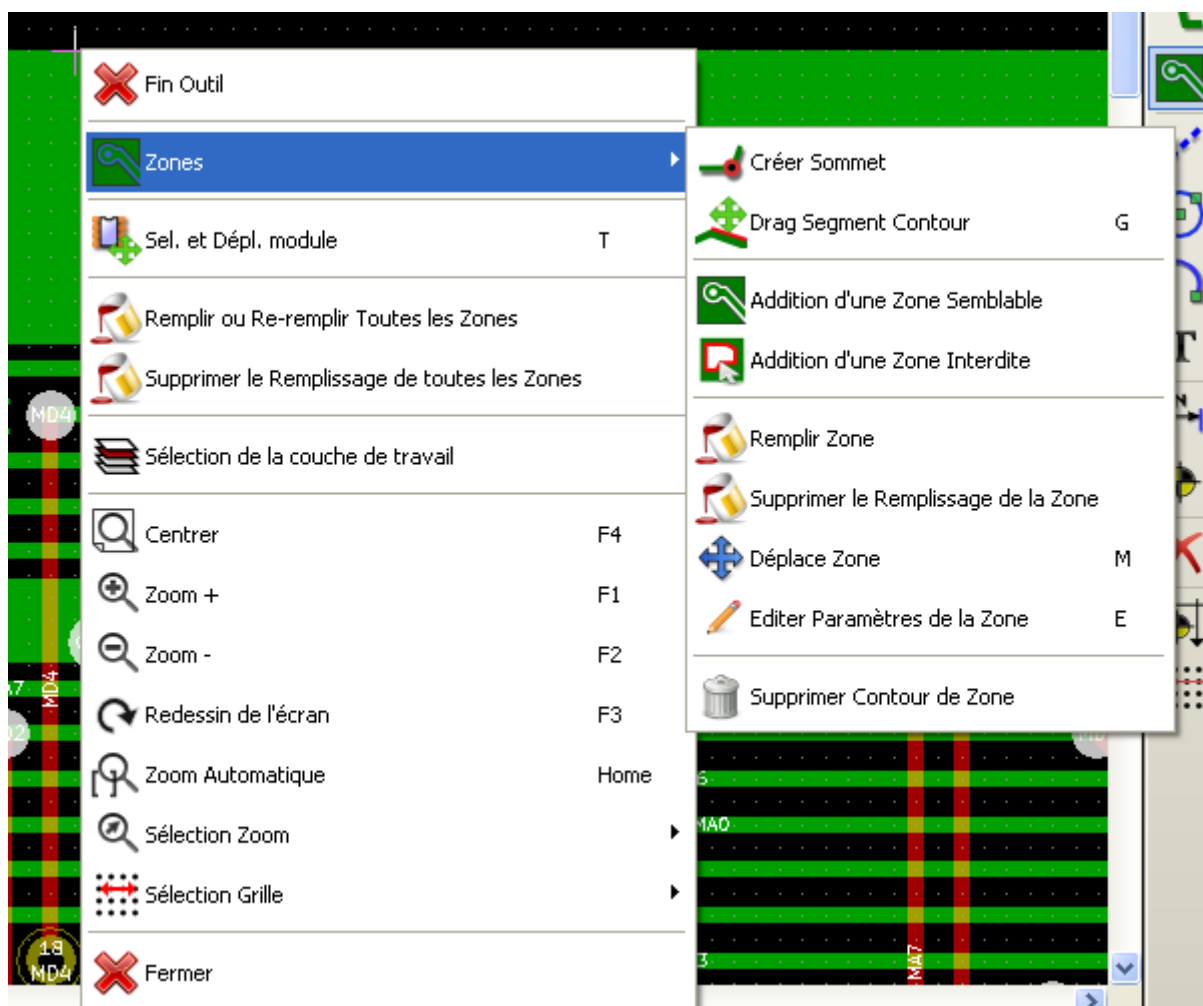 Fin Outil
Zones
Sel. et Dépl. module T
Remplir ou Re-remplir Toutes les Zones
Supprimer le Remplissage de toutes les Zones
Sélection de la couche de travail
Centrer F4
Zoom + F1
Zoom - F2
Redessin de l'écran F3
Zoom Automatique Home
Sélection Zoom
Sélection Grille
Fermer
Créer Sommet
Drag Segment Contour G
Addition d'une Zone Semblable
Addition d'une Zone Interdite
Remplir Zone
Supprimer le Remplissage de la Zone
Déplace Zone M
Editer Paramètres de la Zone E
Supprimer Contour de Zone
MD4
MD4
18
MD4
MA0
MA7
T
N